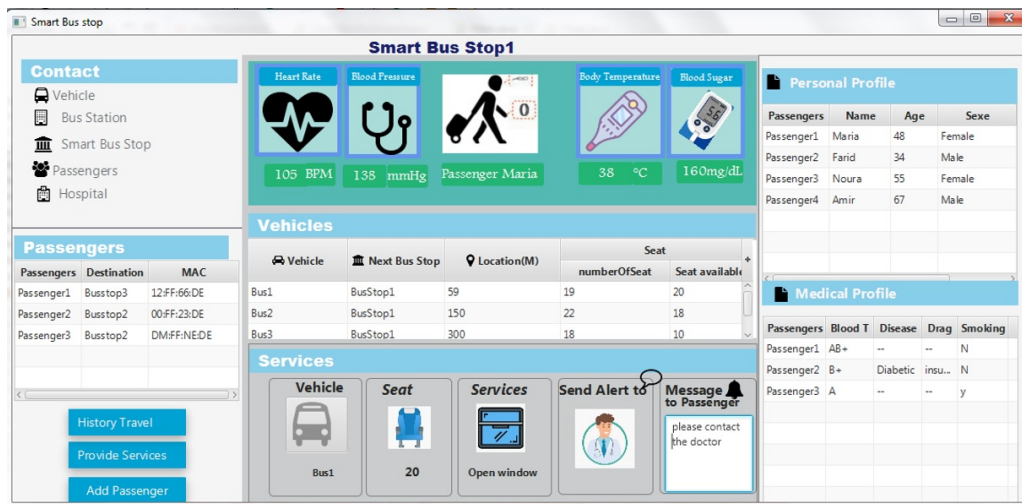 Smart Bus stop
Smart Bus Stop1
Contact
Vehicle
Bus Station
Smart Bus Stop
Passengers
Hospital
Heart Rate
Blood Pressure
0
Body Temperature
Blood Sugar
5.6
105 BPM
138 mmHg
Passenger Maria
38 °C
160mg/dL
Passengers
Passengers Destination MAC
Passenger1 Busstop3 12:FF:66:DE
Passenger2 Busstop2 00:FF:23:DE
Passenger3 Busstop2 DM:FF:NE:DE
History Travel
Provide Services
Add Passenger
Vehicles
Vehicle Next Bus Stop Location(M) Seat +
numberOfSeat Seat available
Bus1 BusStop1 59 19 20
Bus2 BusStop1 150 22 18
Bus3 BusStop1 300 18 10
Services
Vehicle
Bus1
Seat
20
Services
Open window
Send Alert to
Message
to Passenger
please contact
the doctor
Personal Profile
Passengers Name Age Sexe
Passenger1 Maria 48 Female
Passenger2 Farid 34 Male
Passenger3 Noura 55 Female
Passenger4 Amir 67 Male
Medical Profile
Passengers Blood T Disease Drag Smoking
Passenger1 AB+ -- -- N
Passenger2 B+ Diabetic insu... N
Passenger3 A -- -- y